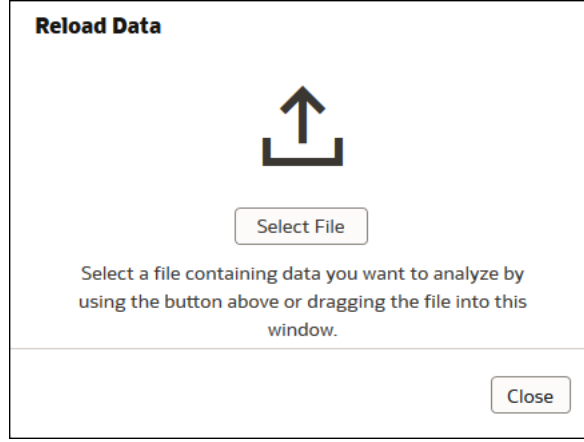 Reload Data
Select File
Select a file containing data you want to analyze by
using the button above or dragging the file into this
window.
Close